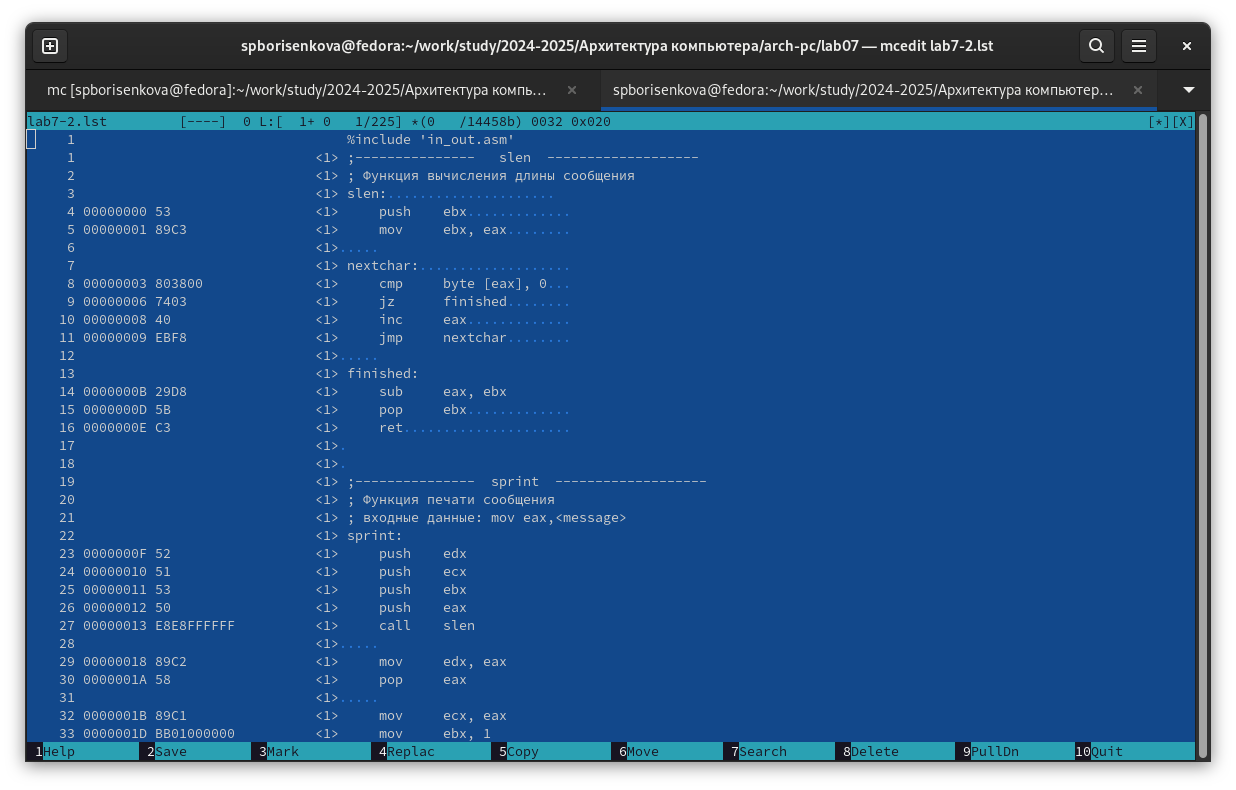 spborisenkova@fedora:~/work/study/2024-2025/Архитектура компьютера/arch-pc/lab07 — mcedit lab7-2.lst
mc [spborisenkova@fedora]:~/work/study/2024-2025/Архитектура компь… × spborisenkova@fedora:~/work/study/2024-2025/Архитектура компьютер… ×
lab7-2.lst [----] 0 L:[ 1+ 0 1/225] *(0 /14458b) 0032 0x020 [*][X]
1 %include 'in_out.asm'
1 <1> ;--------------- slen -------------------
2 <1> ; Функция вычисления длины сообщения
3 <1> slen:.....................
4 00000000 53 <1> push ebx.............
5 00000001 89C3 <1> mov ebx, eax........
6 <1>.....
7 <1> nextchar:...................
8 00000003 803800 <1> cmp byte [eax], 0...
9 00000006 7403 <1> jz finished........
10 00000008 40 <1> inc eax.............
11 00000009 EBF8 <1> jmp nextchar........
12 <1>.....
13 <1> finished:
14 0000000B 29D8 <1> sub eax, ebx
15 0000000D 5B <1> pop ebx.............
16 0000000E C3 <1> ret.....................
17 <1>.
18 <1>.
19 <1> ;--------------- sprint -------------------
20 <1> ; Функция печати сообщения
21 <1> ; входные данные: mov eax,<message>
22 <1> sprint:
23 0000000F 52 <1> push edx
24 00000010 51 <1> push ecx
25 00000011 53 <1> push ebx
26 00000012 50 <1> push eax
27 00000013 E8E8FFFFFF <1> call slen
28 <1>.....
29 00000018 89C2 <1> mov edx, eax
30 0000001A 58 <1> pop eax
31 <1>.....
32 0000001B 89C1 <1> mov ecx, eax
33 0000001D BB01000000 <1> mov ebx, 1
1Help 2Save 3Mark 4Replac 5Copy 6Move 7Search 8Delete 9PullDn 10Quit